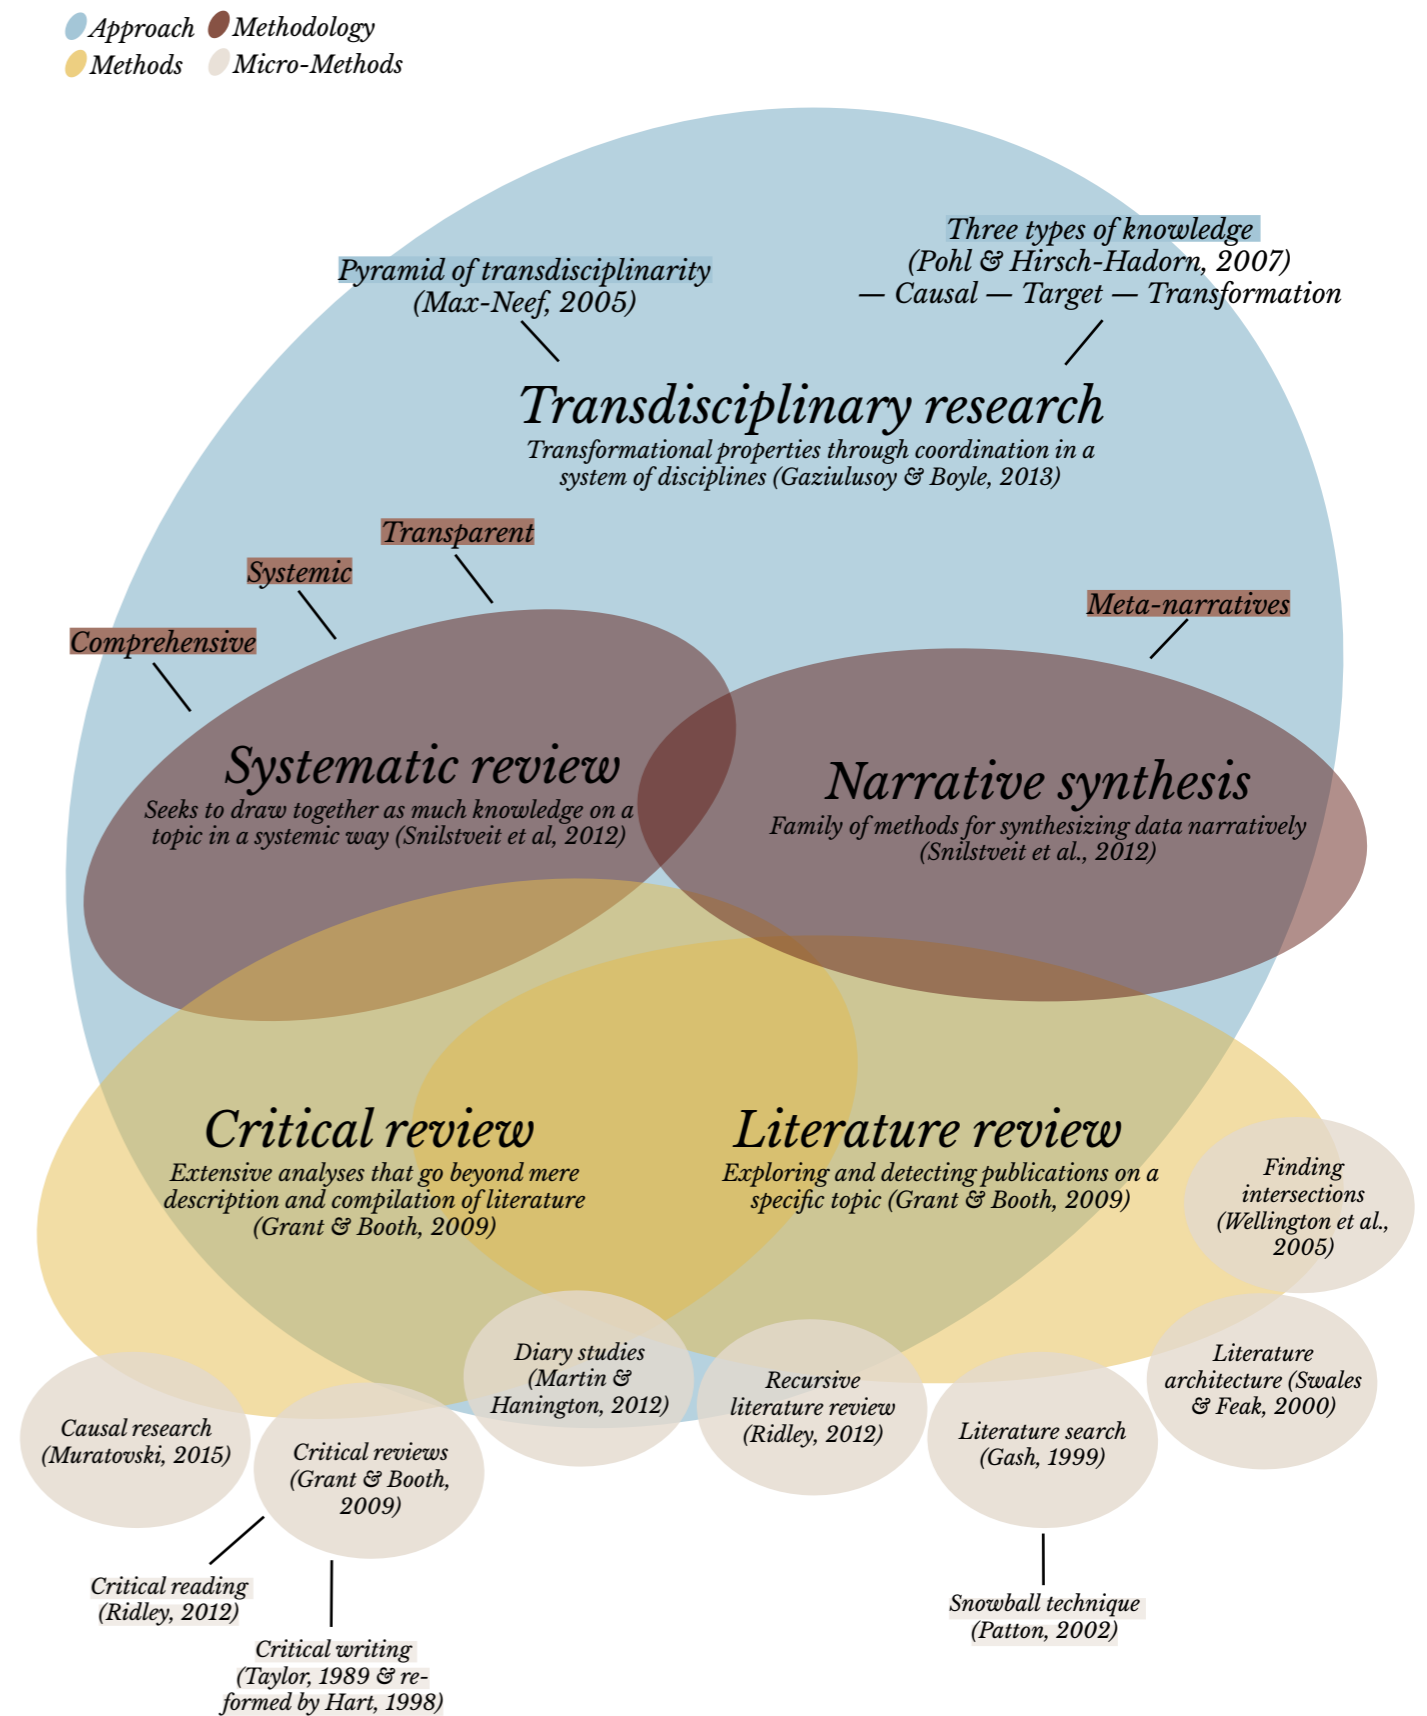 Approach
Methodology
Methods
Micro-Methods
Three types of knowledge
(Pohl & Hirsch-Hadorn, 2007)
— Causal — Target — Transformation
Pyramid of transdisciplinarity
(Max-Neef, 2005)
Transdisciplinary research
Transformational properties through coordination in a
system of disciplines (Gaziulusoy & Boyle, 2013)
Transparent
Systemic
Comprehensive
Meta-narratives
Systematic review
Seeks to draw together as much knowledge on a
topic in a systemic way (Snilstveit et al, 2012)
Narrative synthesis
Family of methods for synthesizing data narratively
(Snilstveit et al., 2012)
Critical review
Extensive analyses that go beyond mere
description and compilation of literature
(Grant & Booth, 2009)
Literature review
Exploring and detecting publications on a
specific topic (Grant & Booth, 2009)
Finding
intersections
(Wellington et al.,
2005)
Diary studies
(Martin &
Hanington, 2012)
Recursive
literature review
(Ridley, 2012)
Literature
architecture (Swales
& Feak, 2000)
Causal research
(Muratovski, 2015)
Critical reviews
(Grant & Booth,
2009)
Literature search
(Gash, 1999)
Critical reading
(Ridley, 2012)
Critical writing
(Taylor, 1989 & re-
formed by Hart, 1998)
Snowball technique
(Patton, 2002)